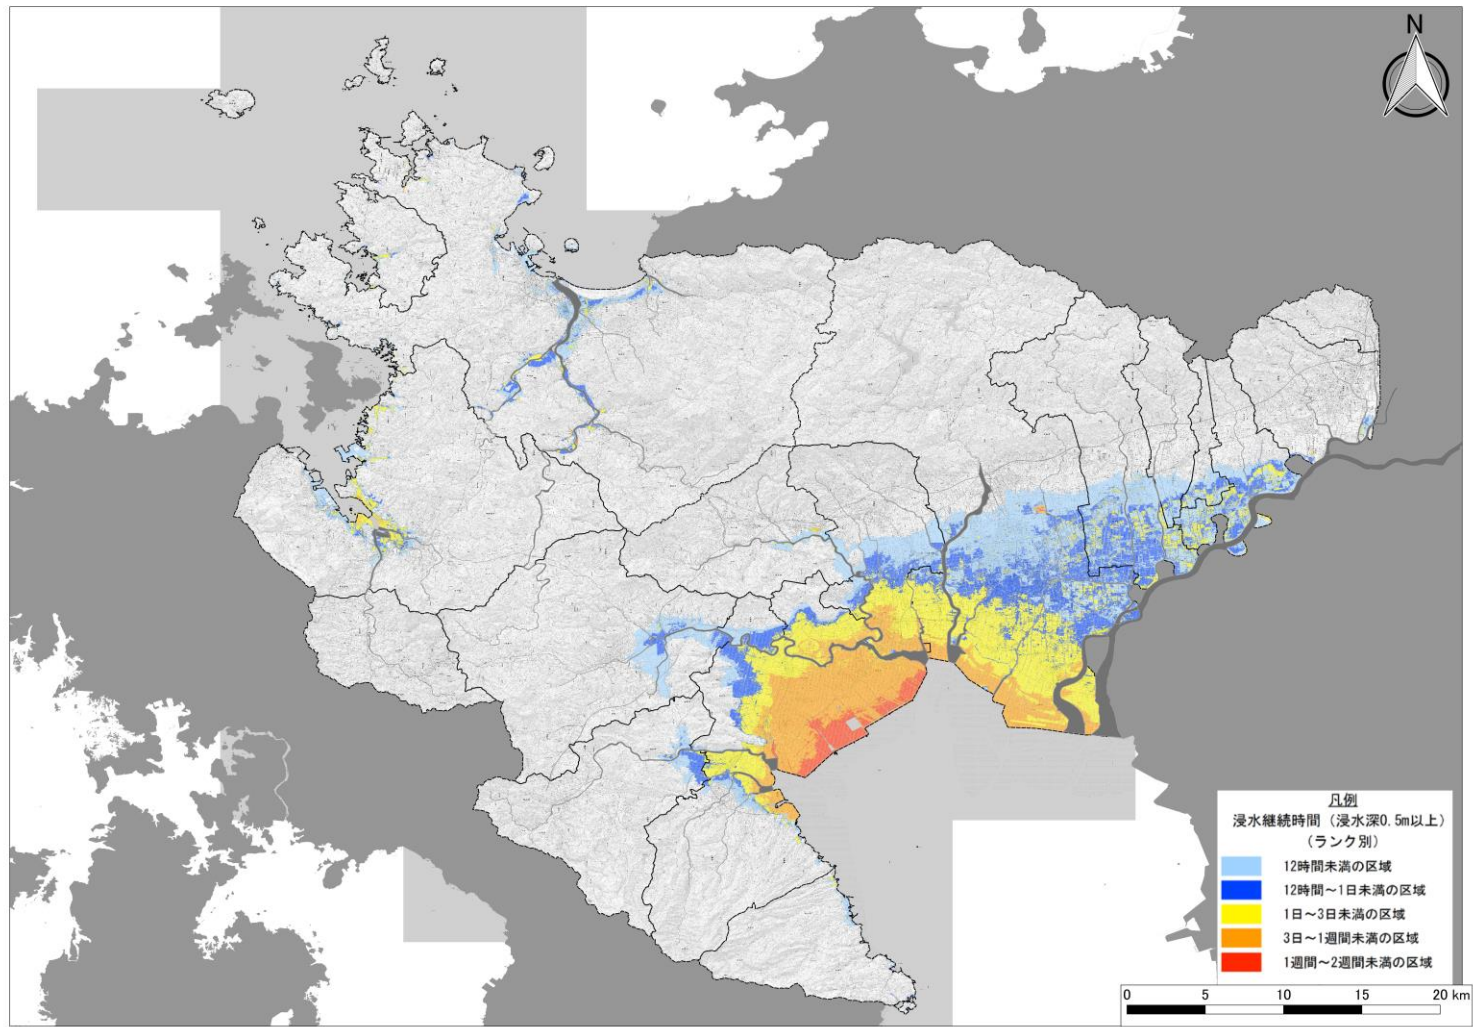 N
凡例
浸水継続時間（浸水深0.5m以上）
（ランク別）
12時間未満の区域
12時間～1日未満の区域
1日～3日未満の区域
3日～1週間未満の区域
1週間～2週間未満の区域
0 5 10 15 20 km